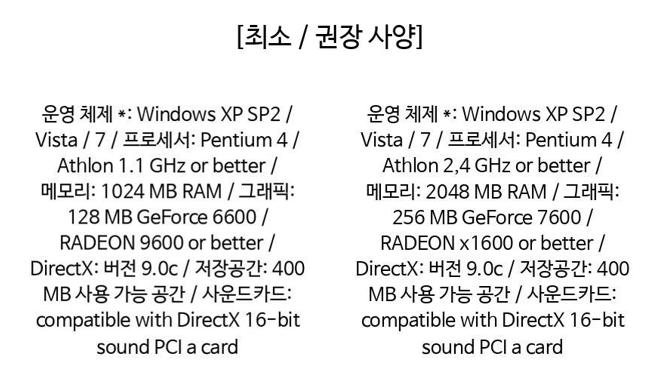 [최소 / 권장 사양]
운영 체제 *: Windows XP SP2 /
Vista / 7 / 프로세서: Pentium 4 /
Athlon 1.1 GHz or better /
메모리: 1024 MB RAM / 그래픽:
128 MB GeForce 6600 /
RADEON 9600 or better /
DirectX: 버전 9.0c / 저장공간: 400
MB 사용 가능 공간 / 사운드카드:
compatible with DirectX 16-bit
sound PCI a card
운영 체제 *: Windows XP SP2 /
Vista / 7 / 프로세서: Pentium 4 /
Athlon 2,4 GHz or better /
메모리: 2048 MB RAM / 그래픽:
256 MB GeForce 7600 /
RADEON x1600 or better /
DirectX: 버전 9.0c / 저장공간: 400
MB 사용 가능 공간 / 사운드카드:
compatible with DirectX 16-bit
sound PCI a card